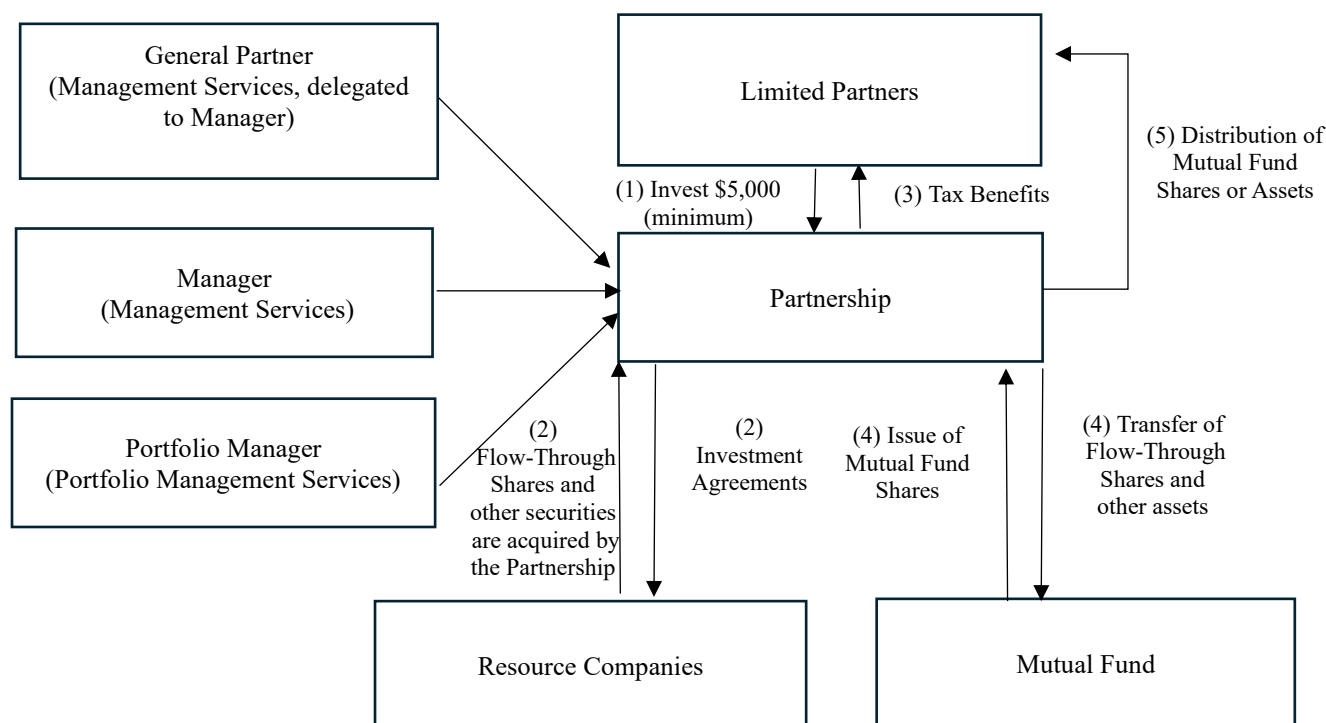 General Partner
(Management Services, delegated
to Manager)
Limited Partners
(5) Distribution of
Mutual Fund
Shares or Assets
(1) Invest $5,000
(minimum)
(3) Tax Benefits
Manager
(Management Services)
Partnership
Portfolio Manager
(Portfolio Management Services)
(2)
Flow-Through
Shares and
other securities
are acquired by
the Partnership
(2)
Investment
Agreements
(4) Issue of
Mutual Fund
Shares
(4) Transfer of
Flow-Through
Shares and
other assets
Resource Companies
Mutual Fund